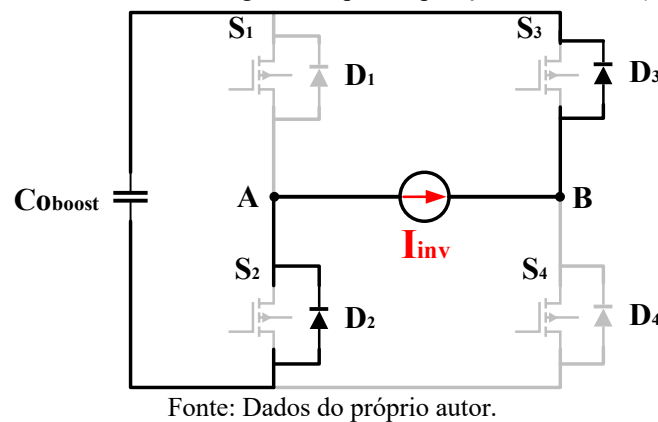 S1
S3
D1
D3
Coboost
A
B
Iinv
S2
S4
D2
D4
Fonte: Dados do próprio autor.